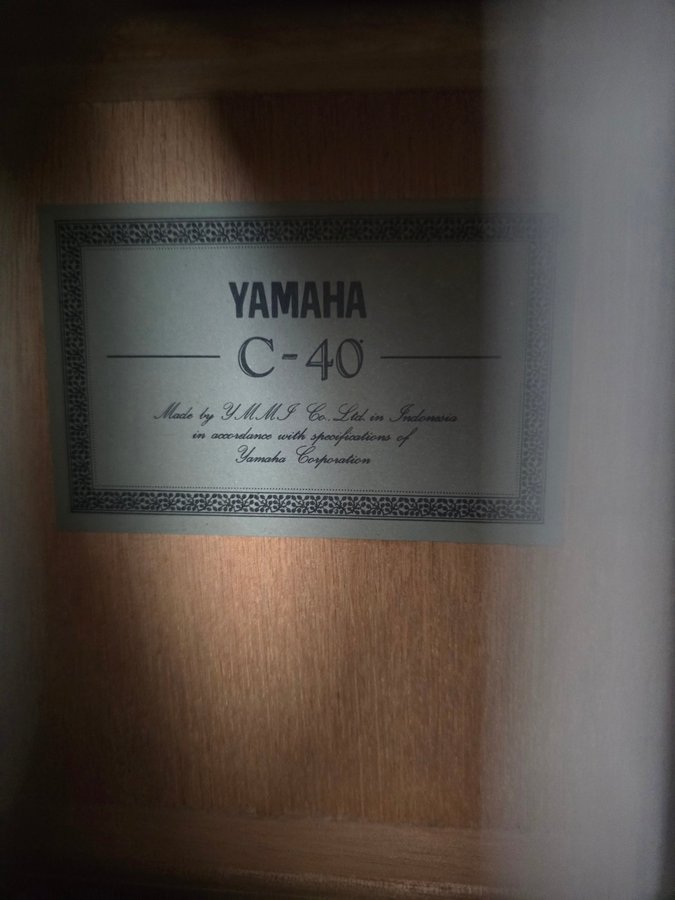 YAMAHA
C-40
Made by YMMI Co. Ltd. in Indonesia
in accordance with specifications of
Yamaha Corporation